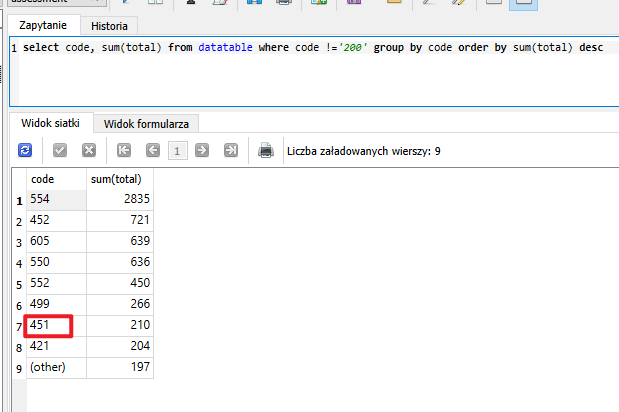 assessment
Zapytanie Historia
1 select code, sum(total) from datatable where code !='200' group by code order by sum(total) desc
Widok siatki Widok formularza
1 Liczba załadowanych wierszy: 9
code sum(total)
1 554 2835
2 452 721
3 605 639
4 550 636
5 552 450
6 499 266
7 451 210
8 421 204
9 (other) 197